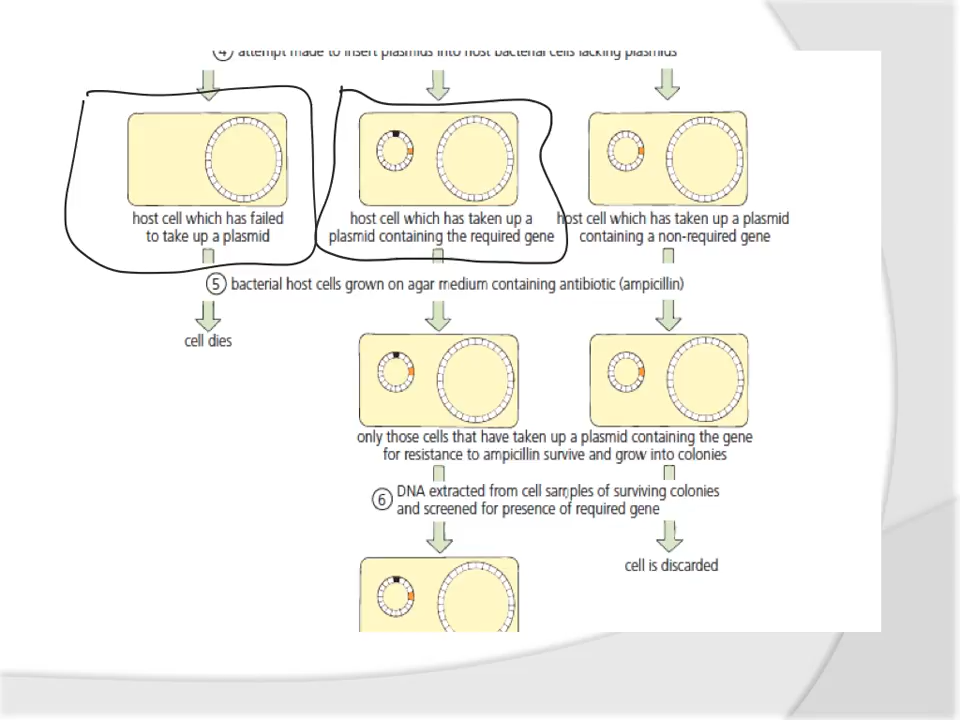 ④ attempt made to insert plasmids into host bacterial cells lacking plasmids
host cell which has failed
to take up a plasmid
host cell which has taken up a
plasmid containing the required gene
host cell which has taken up a plasmid
containing a non-required gene
⑤ bacterial host cells grown on agar medium containing antibiotic (ampicillin)
cell dies
only those cells that have taken up a plasmid containing the gene
for resistance to ampicillin survive and grow into colonies
⑥ DNA extracted from cell samples of surviving colonies
and screened for presence of required gene
cell is discarded